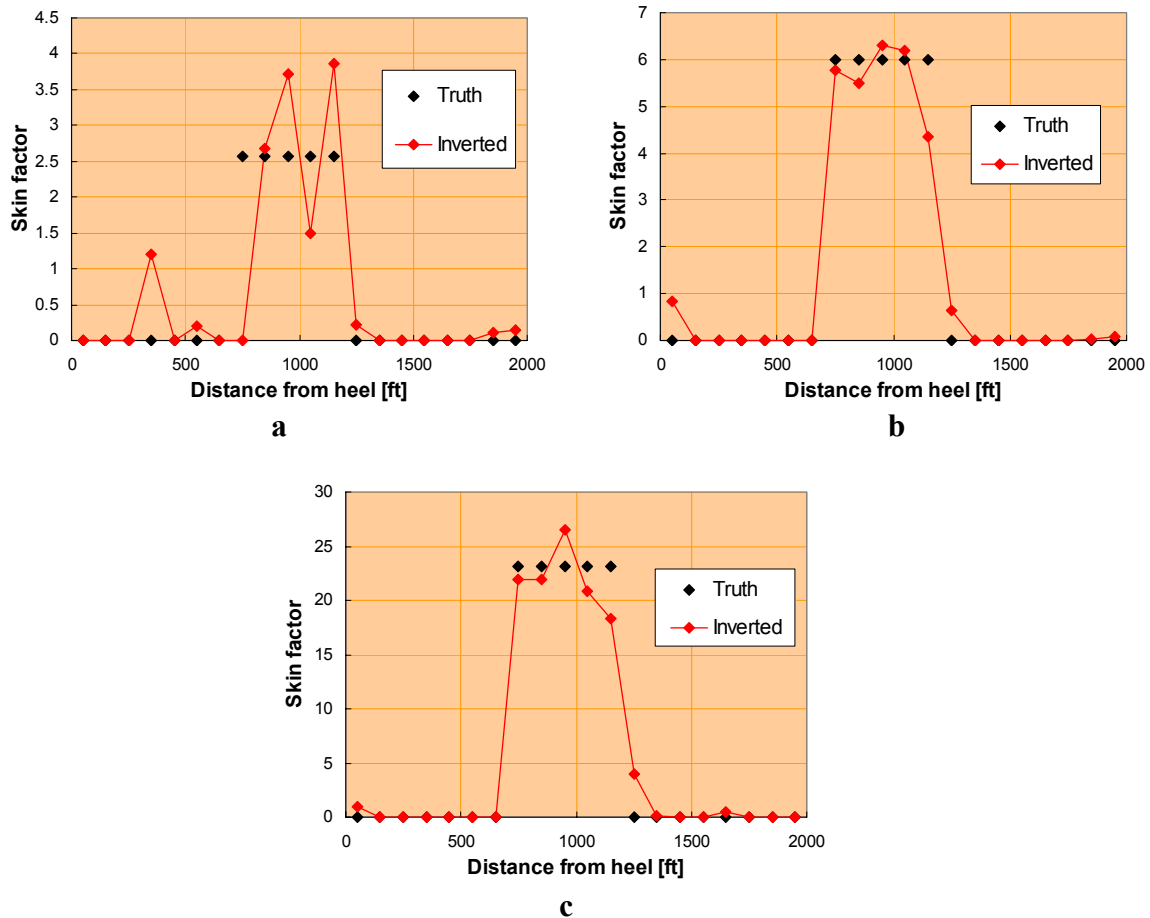 4.5
4
3.5
3
2.5
2
1.5
1
0.5
0
Skin factor
Truth
Inverted
0 500 1000 1500 2000
Distance from heel [ft]
a
7
6
5
4
3
2
1
0
Skin factor
Truth
Inverted
0 500 1000 1500 2000
Distance from heel [ft]
b
30
25
20
15
10
5
0
Skin factor
Truth
Inverted
0 500 1000 1500 2000
Distance from heel [ft]
c